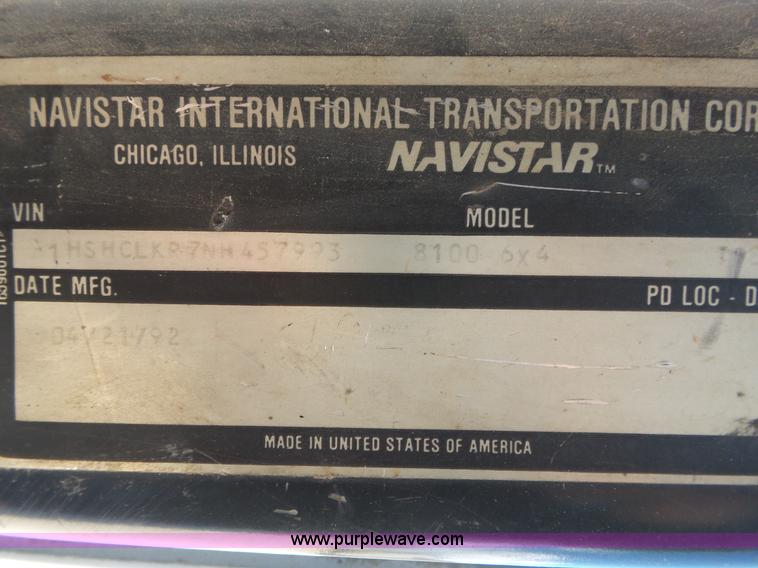 NAVISTAR INTERNATIONAL TRANSPORTATION COR
CHICAGO, ILLINOIS NAVISTAR TM
VIN MODEL
8100 6x4
DATE MFG. PD LOC - D
04/21/92
MADE IN UNITED STATES OF AMERICA
www.purplewave.com